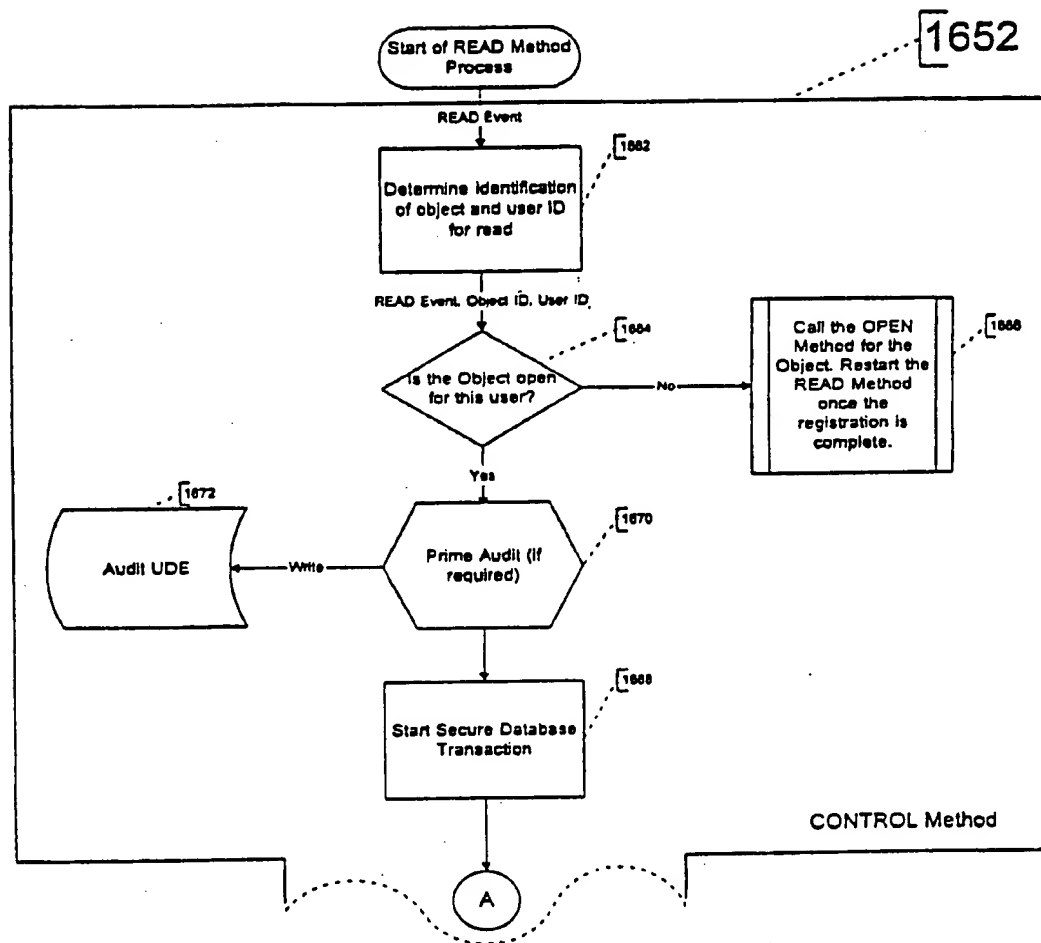 1652
Start of READ Method
Process
READ Event
1662
Determine Identification
of object and user ID
for read
READ Event, Object ID, User ID
1664
Is the Object open
for this user?
No
Call the OPEN
Method for the
Object. Restart the
READ Method
once the
registration is
complete.
1666
Yes
1672
Audit UDE
Write
Prime Audit (if
required)
1670
1668
Start Secure Database
Transaction
CONTROL Method
A